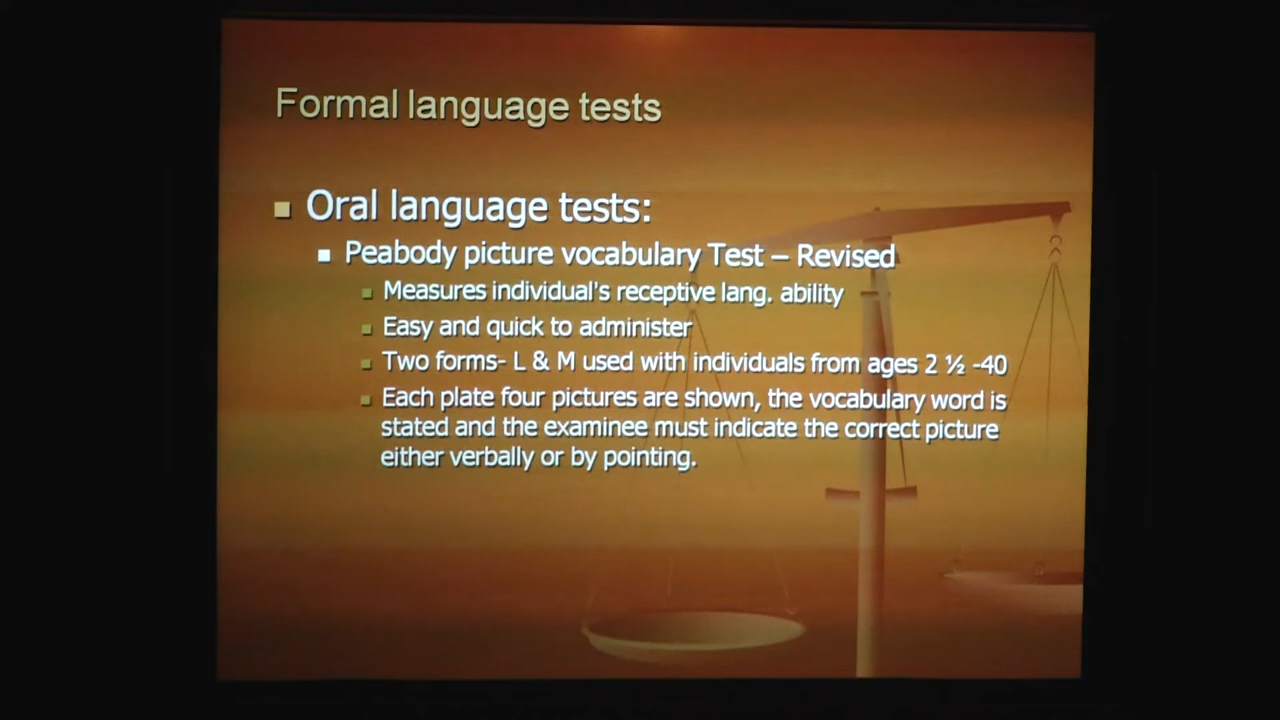 Formal language tests
Oral language tests:
Peabody picture vocabulary Test – Revised
Measures individual's receptive lang. ability
Easy and quick to administer
Two forms- L & M used with individuals from ages 2 ½ -40
Each plate four pictures are shown, the vocabulary word is
stated and the examinee must indicate the correct picture
either verbally or by pointing.